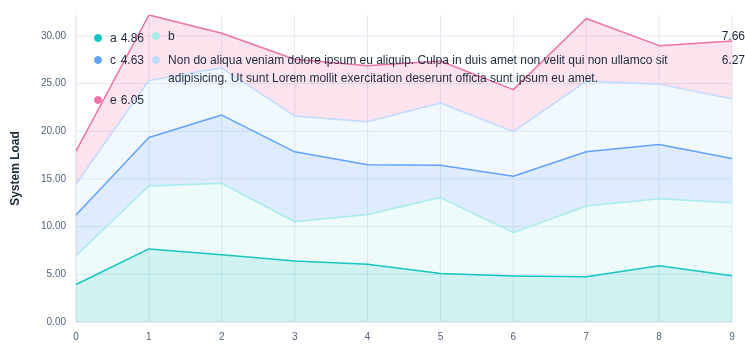 30.00
25.00
20.00
15.00
10.00
5.00
0.00
System Load
a 4.86
b 7.66
c 4.63
Non do aliqua veniam dolore ipsum eu aliquip. Culpa in duis amet non velit qui non ullamco sit 6.27
adipisicing. Ut sunt Lorem mollit exercitation deserunt officia sunt ipsum eu amet.
e 6.05
0 1 2 3 4 5 6 7 8 9